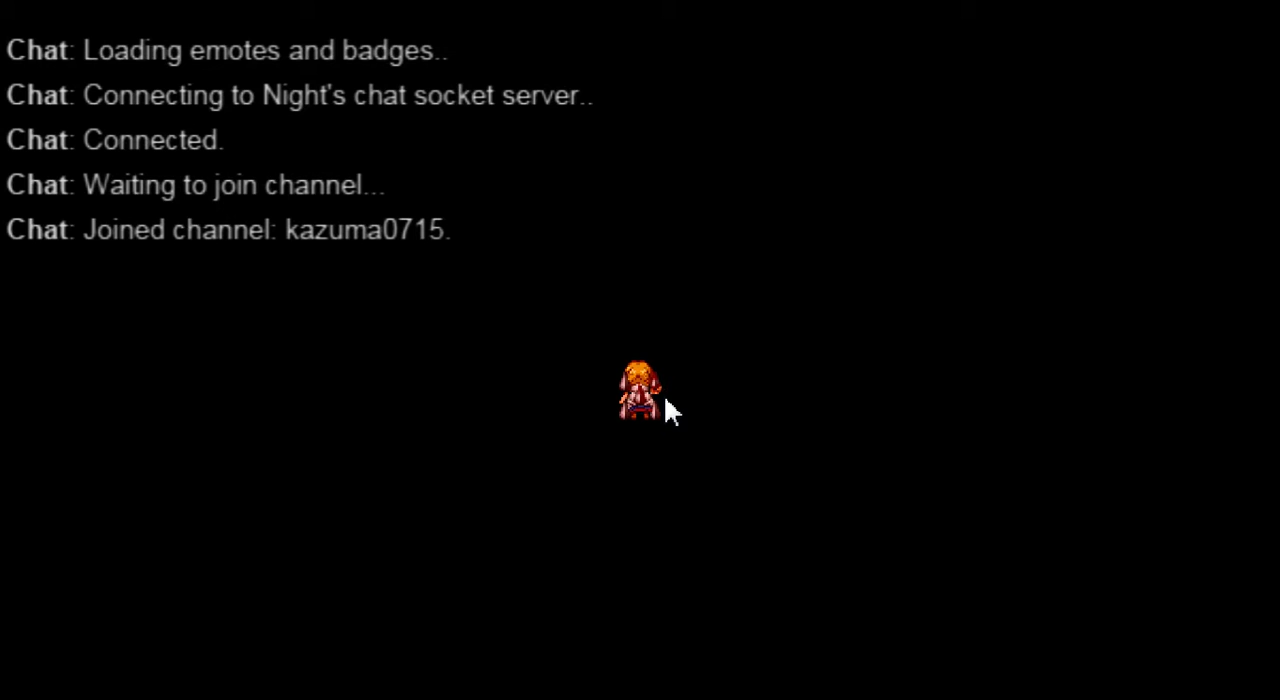 Chat: Loading emotes and badges..
Chat: Connecting to Night's chat socket server..
Chat: Connected.
Chat: Waiting to join channel...
Chat: Joined channel: kazuma0715.